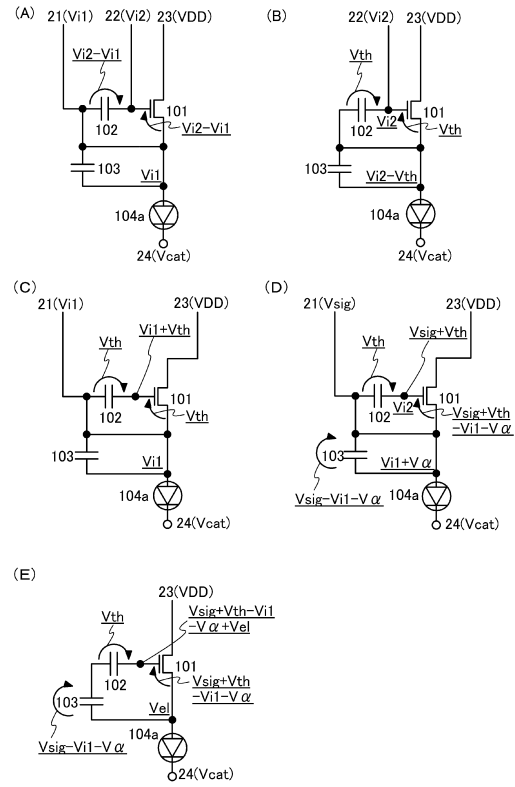 (A)
21(Vi1) 22(Vi2) 23(VDD)
Vi2−Vi1
101
102
Vi2−Vi1
103
Vi1
104a
24(Vcat)
(B)
22(Vi2) 23(VDD)
Vth
101
102
Vi2
Vth
103
Vi2−Vth
104a
24(Vcat)
(C)
21(Vi1)
23(VDD)
Vi1+Vth
Vth
101
102
Vth
103
Vi1
104a
24(Vcat)
(D)
21(Vsig)
23(VDD)
Vsig+Vth
Vth
101
102
Vi2
Vsig+Vth
−Vi1−Vα
103
Vi1+Vα
Vsig−Vi1−Vα
104a
24(Vcat)
(E)
23(VDD)
Vsig+Vth−Vi1
−Vα+Vel
Vth
101
102
Vsig+Vth
−Vi1−Vα
103
Vel
Vsig−Vi1−Vα
104a
24(Vcat)